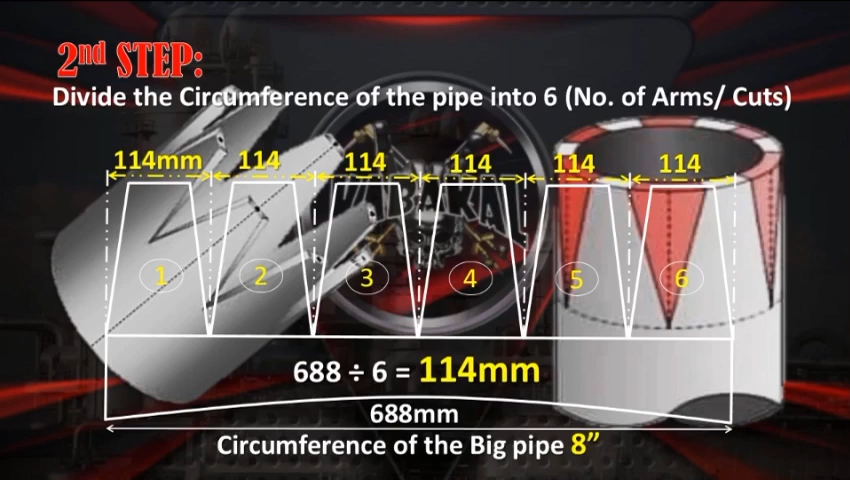 2nd STEP:
Divide the Circumference of the pipe into 6 (No. of Arms/ Cuts)
114mm 114 114 114 114 114
1 2 3 4 5 6
688 ÷ 6 = 114mm
688mm
Circumference of the Big pipe 8”